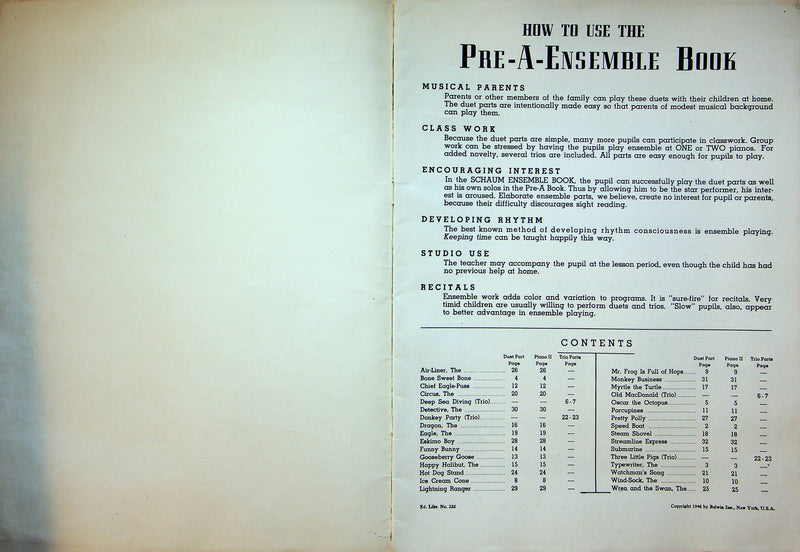 HOW TO USE THE
PRE-A-ENSEMBLE BOOK
MUSICAL PARENTS
Parents or other members of the family can play these duets with their children at home.
The duet parts are intentionally made easy so that parents of modest musical background
can play them.
CLASS WORK
Because the duet parts are simple, many more pupils can participate in classwork. Group
work can be stressed by having the pupils play ensemble at ONE or TWO pianos. For
added novelty, several trios are included. All parts are easy enough for pupils to play.
ENCOURAGING INTEREST
In the SCHAUM ENSEMBLE BOOK, the pupil can successfully play the duet parts as well
as his own solos in the Pre-A Book. Thus by allowing him to be the star performer, his inter-
est is aroused. Elaborate ensemble parts, we believe, create no interest for pupil or parents,
because their difficulty discourages sight reading.
DEVELOPING RHYTHM
The best known method of developing rhythm consciousness is ensemble playing.
Keeping time can be taught happily this way.
STUDIO USE
The teacher may accompany the pupil at the lesson period, even though the child has had
no previous help at home.
RECITALS
Ensemble work adds color and variation to programs. It is "sure-fire" for recitals. Very
timid children are usually willing to perform duets and trios. "Slow" pupils, also, appear
to better advantage in ensemble playing.
CONTENTS
Duet Part Page Piano II Page Trio Parts Page
Air-Liner, The 26 26 —
Bone Sweet Bone 4 4 —
Chief Eagle-Puss 12 12 —
Circus, The 20 20 —
Deep Sea Diving (Trio) — — 6-7
Detective, The 30 30 —
Donkey Party (Trio) — — 22-23
Dragon, The 16 16 —
Eagle, The 19 19 —
Eskimo Boy 28 28 —
Funny Bunny 14 14 —
Gooseberry Goose 13 13 —
Happy Halibut, The 15 15 —
Hot Dog Stand 24 24 —
Ice Cream Cone 8 8 —
Lightning Ranger 29 29 —
Duet Part Page Piano II Page Trio Parts Page
Mr. Frog Is Full of Hops 9 9 —
Monkey Business 31 31 —
Myrtle the Turtle 17 17 —
Old MacDonald (Trio) — — 6-7
Oscar the Octopus 5 5 —
Porcupines 11 11 —
Pretty Polly 27 27 —
Speed Boat 2 2 —
Steam Shovel 18 18 —
Streamline Express 32 32 —
Submarine 15 15 —
Three Little Pigs (Trio) — — 22-23
Typewriter, The 3 3 —
Watchman's Song 21 21 —
Wind-Sock, The 10 10 —
Wren and the Swan, The 25 25 —
Ed. Libr. No. 222
Copyright 1946 by Belwin Inc., New York, U.S.A.